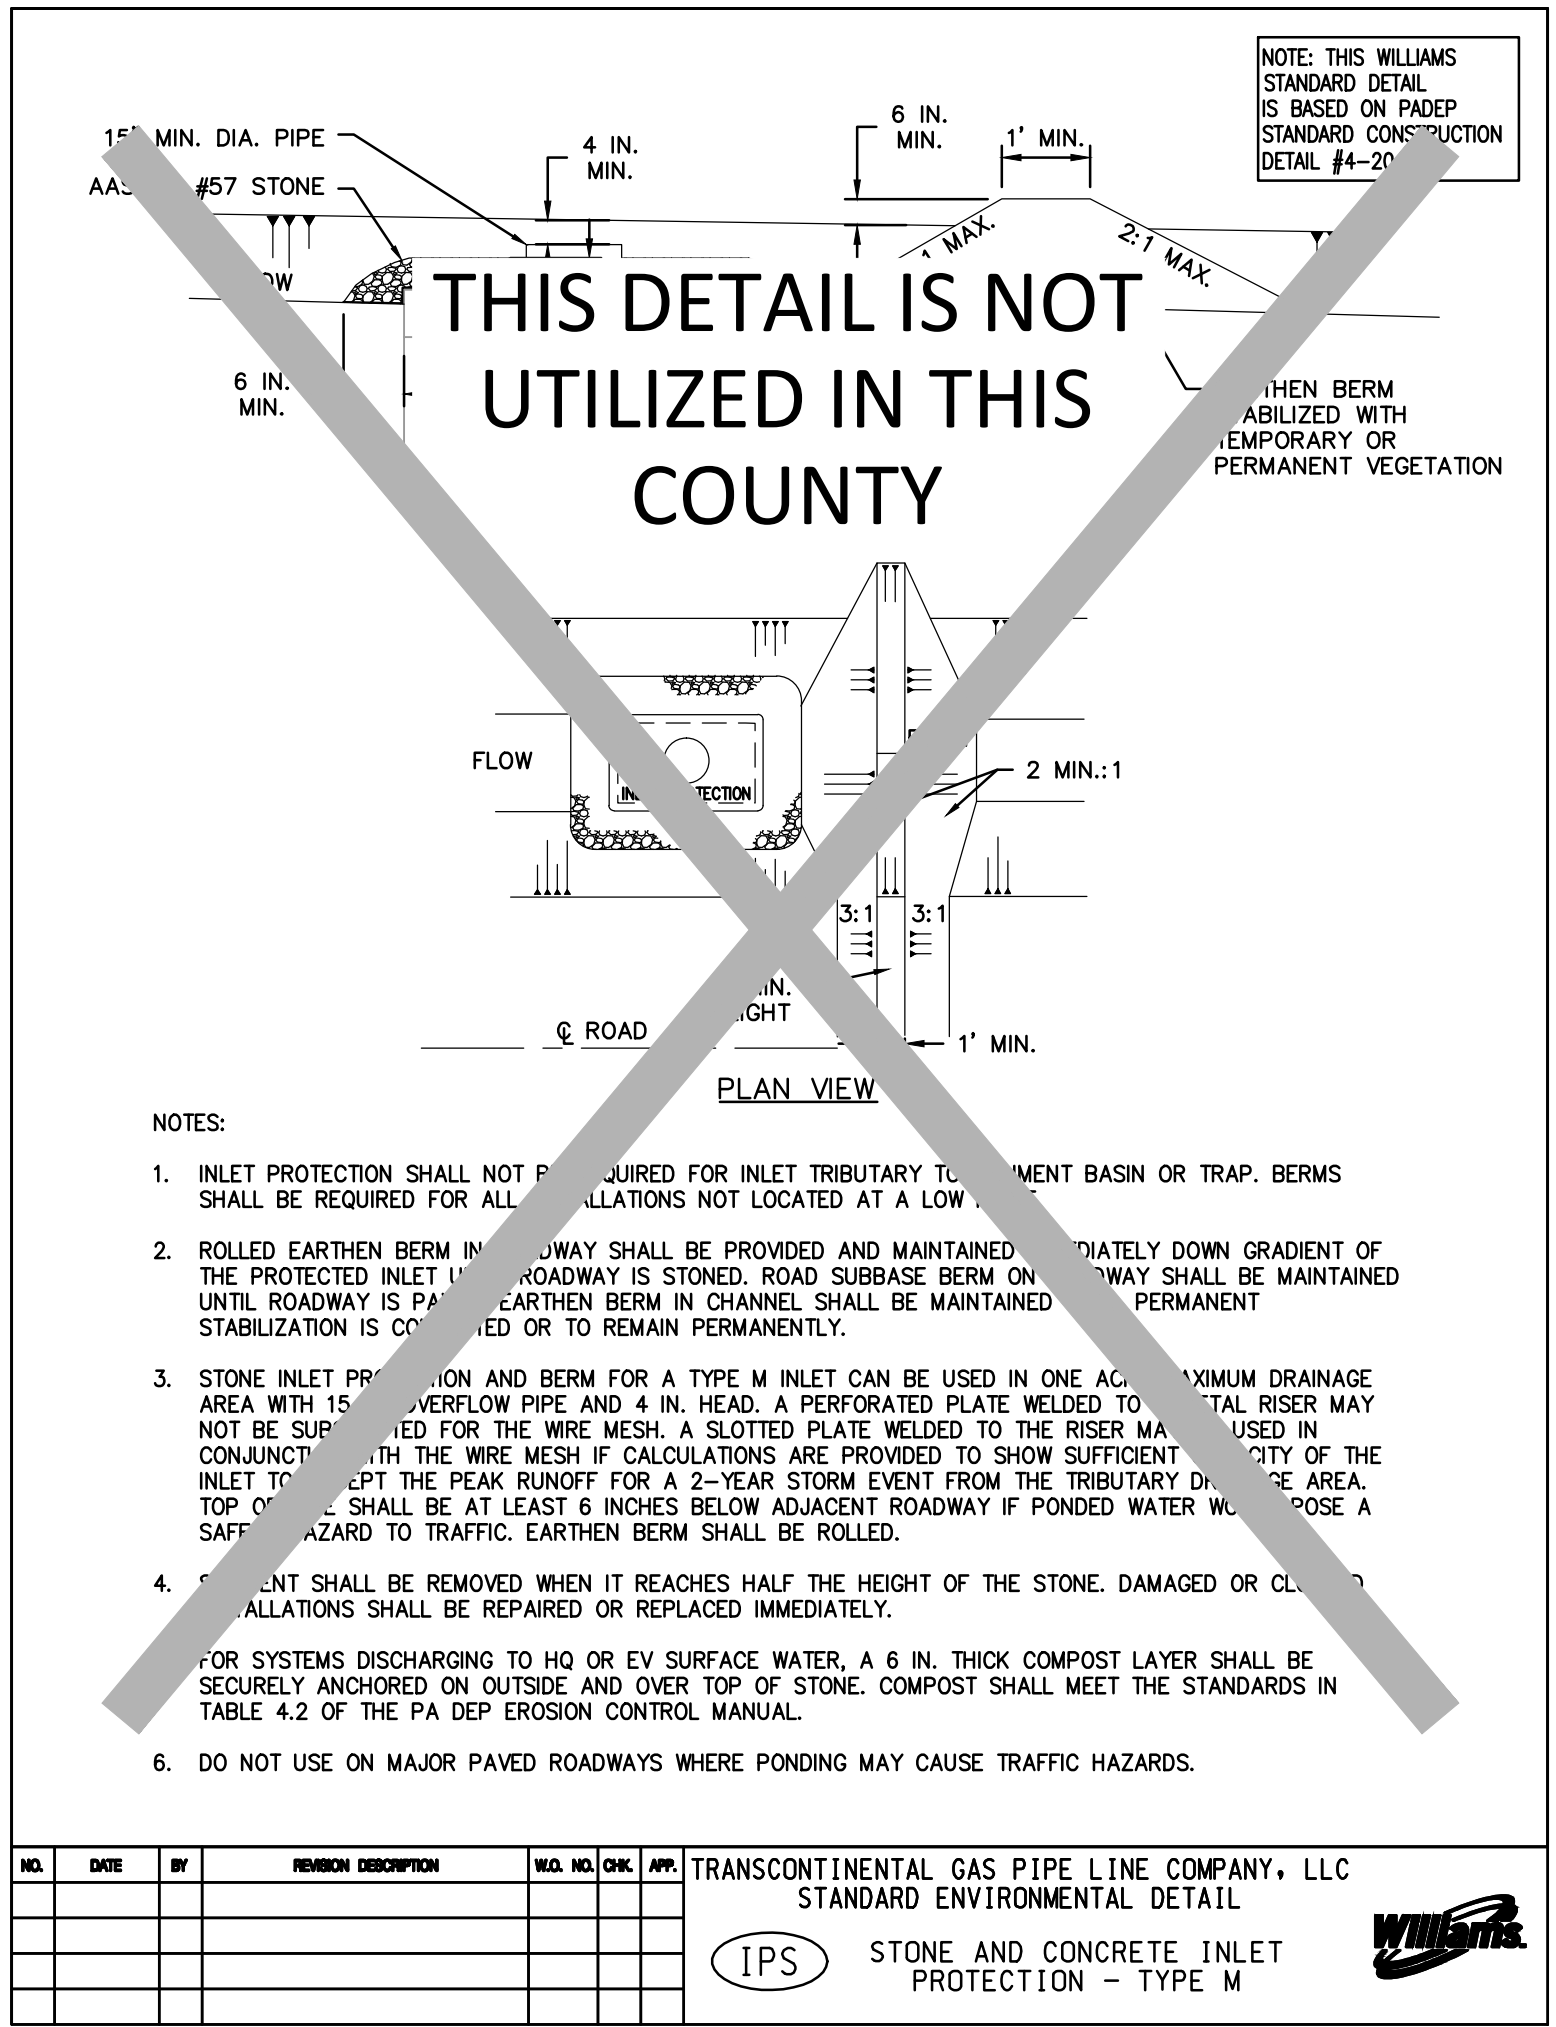 NOTE: THIS WILLIAMS
STANDARD DETAIL
IS BASED ON PADEP
STANDARD CONSTRUCTION
DETAIL #4-20
15" MIN. DIA. PIPE
#57 STONE
4 IN.
MIN.
6 IN.
MIN.
1' MIN.
1 MAX.
2:1 MAX.
6 IN.
MIN.
THIS DETAIL IS NOT
UTILIZED IN THIS
COUNTY
BERM
WITH
TEMPORARY OR
PERMANENT VEGETATION
FLOW
2 MIN.:1
3:1 3:1
℄ ROAD
1' MIN.
PLAN VIEW
NOTES:
1. INLET PROTECTION SHALL NOT REQUIRED FOR INLET TRIBUTARY TO BASIN OR TRAP. BERMS
SHALL BE REQUIRED FOR ALL INSTALLATIONS NOT LOCATED AT A LOW
2. ROLLED EARTHEN BERM IN ROADWAY SHALL BE PROVIDED AND MAINTAINED IMMEDIATELY DOWN GRADIENT OF
THE PROTECTED INLET ROADWAY IS STONED. ROAD SUBBASE BERM ON ROADWAY SHALL BE MAINTAINED
UNTIL ROADWAY IS EARTHEN BERM IN CHANNEL SHALL BE MAINTAINED PERMANENT
STABILIZATION IS COMPLETED OR TO REMAIN PERMANENTLY.
3. STONE INLET PROTECTION AND BERM FOR A TYPE M INLET CAN BE USED IN ONE ACRE MAXIMUM DRAINAGE
AREA WITH 15 OVERFLOW PIPE AND 4 IN. HEAD. A PERFORATED PLATE WELDED TO METAL RISER MAY
NOT BE SUBSTITUTED FOR THE WIRE MESH. A SLOTTED PLATE WELDED TO THE RISER MAY USED IN
CONJUNCTION WITH THE WIRE MESH IF CALCULATIONS ARE PROVIDED TO SHOW SUFFICIENT CAPACITY OF THE
INLET TO ACCEPT THE PEAK RUNOFF FOR A 2-YEAR STORM EVENT FROM THE TRIBUTARY DRAINAGE AREA.
TOP OF SHALL BE AT LEAST 6 INCHES BELOW ADJACENT ROADWAY IF PONDED WATER WOULD POSE A
SAFETY HAZARD TO TRAFFIC. EARTHEN BERM SHALL BE ROLLED.
4. SEDIMENT SHALL BE REMOVED WHEN IT REACHES HALF THE HEIGHT OF THE STONE. DAMAGED OR CLOGGED
INSTALLATIONS SHALL BE REPAIRED OR REPLACED IMMEDIATELY.
FOR SYSTEMS DISCHARGING TO HQ OR EV SURFACE WATER, A 6 IN. THICK COMPOST LAYER SHALL BE
SECURELY ANCHORED ON OUTSIDE AND OVER TOP OF STONE. COMPOST SHALL MEET THE STANDARDS IN
TABLE 4.2 OF THE PA DEP EROSION CONTROL MANUAL.
6. DO NOT USE ON MAJOR PAVED ROADWAYS WHERE PONDING MAY CAUSE TRAFFIC HAZARDS.
NO. DATE BY REVISION DESCRIPTION W.O. NO. CHK. APP.
TRANSCONTINENTAL GAS PIPE LINE COMPANY, LLC
STANDARD ENVIRONMENTAL DETAIL
IPS
STONE AND CONCRETE INLET
PROTECTION - TYPE M
Williams.